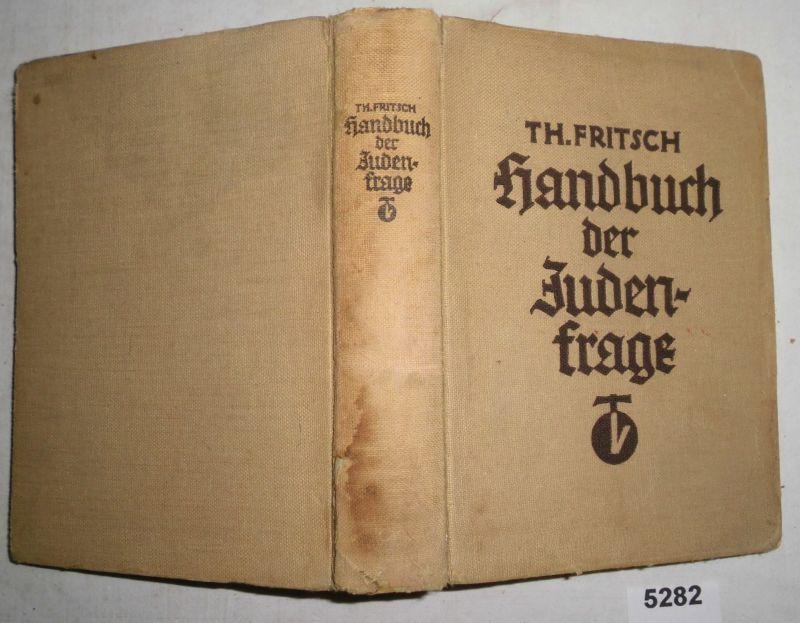 TH.FRITSCH
Handbuch
der
Juden-
frage
TH.FRITSCH
Handbuch
der
Juden-
frage
5282